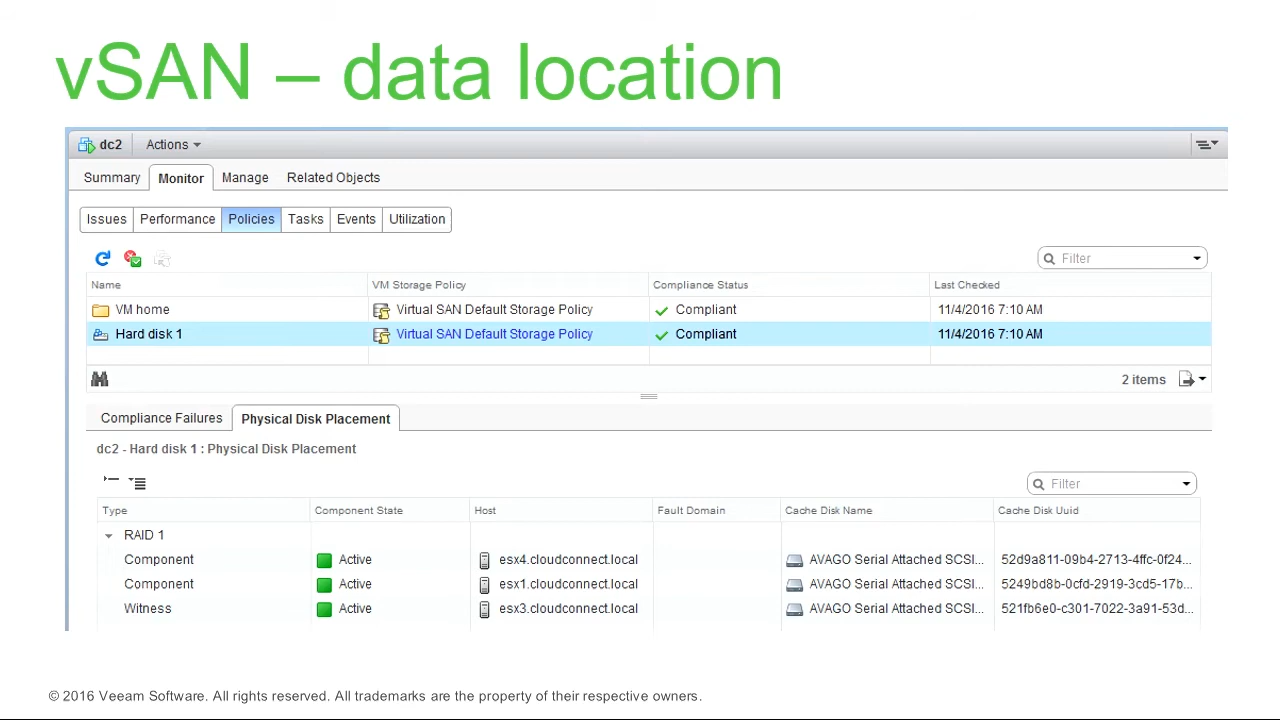 vSAN – data location
dc2 Actions
Summary Monitor Manage Related Objects
Issues Performance Policies Tasks Events Utilization
Filter
Name VM Storage Policy Compliance Status Last Checked
VM home Virtual SAN Default Storage Policy Compliant 11/4/2016 7:10 AM
Hard disk 1 Virtual SAN Default Storage Policy Compliant 11/4/2016 7:10 AM
2 items
Compliance Failures Physical Disk Placement
dc2 - Hard disk 1 : Physical Disk Placement
Filter
Type Component State Host Fault Domain Cache Disk Name Cache Disk Uuid
RAID 1
Component Active esx4.cloudconnect.local AVAGO Serial Attached SCSI... 52d9a811-09b4-2713-4ffc-0f24...
Component Active esx1.cloudconnect.local AVAGO Serial Attached SCSI... 5249bd8b-0cfd-2919-3cd5-17b...
Witness Active esx3.cloudconnect.local AVAGO Serial Attached SCSI... 521fb6e0-c301-7022-3a91-53d...
© 2016 Veeam Software. All rights reserved. All trademarks are the property of their respective owners.